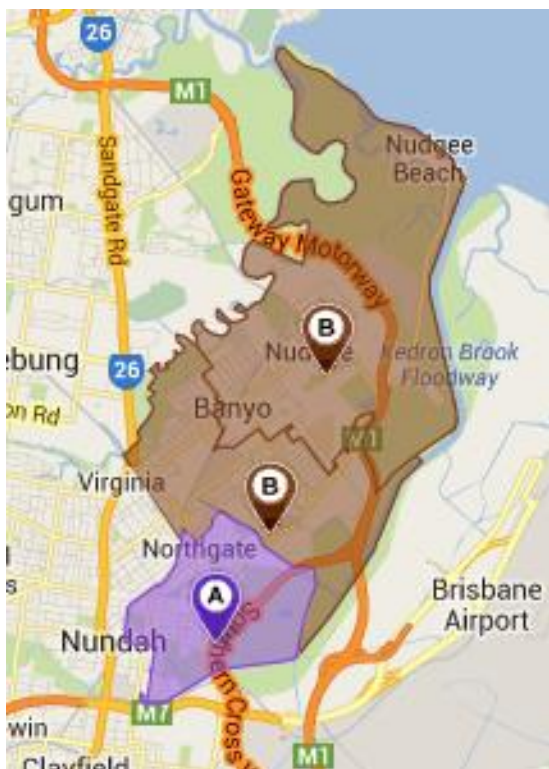 26
M1
Sandgate Rd
Nudgee
Beach
gum
Gateway Motorway
B
Nudgee
Kedron Brook
Floodway
ebung
26
on Rd
Banyo
M1
Virginia
B
Northgate
A
Southern Cross
Brisbane
Airport
Nundah
M7
win
M1
Clayfield